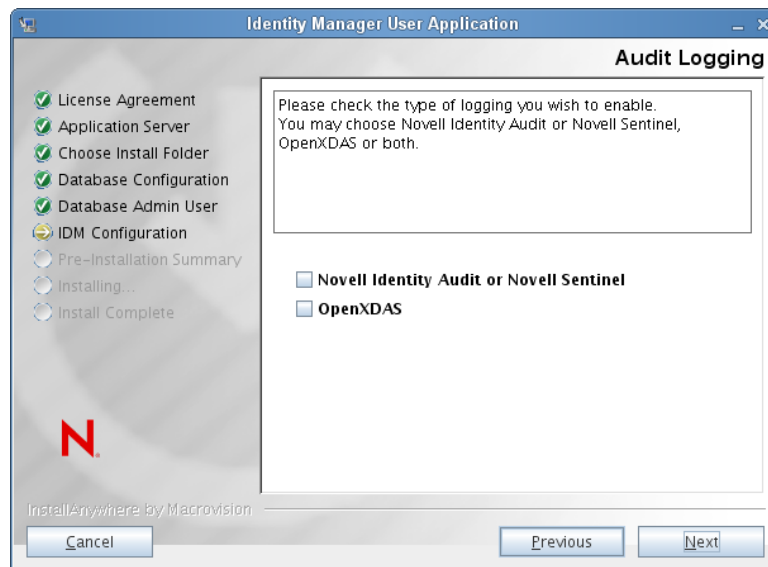 Identity Manager User Application
Audit Logging
License Agreement
Application Server
Choose Install Folder
Database Configuration
Database Admin User
IDM Configuration
Pre-Installation Summary
Installing...
Install Complete
Please check the type of logging you wish to enable.
You may choose Novell Identity Audit or Novell Sentinel,
OpenXDAS or both.
Novell Identity Audit or Novell Sentinel
OpenXDAS
N
InstallAnywhere by Macrovision
Cancel
Previous
Next